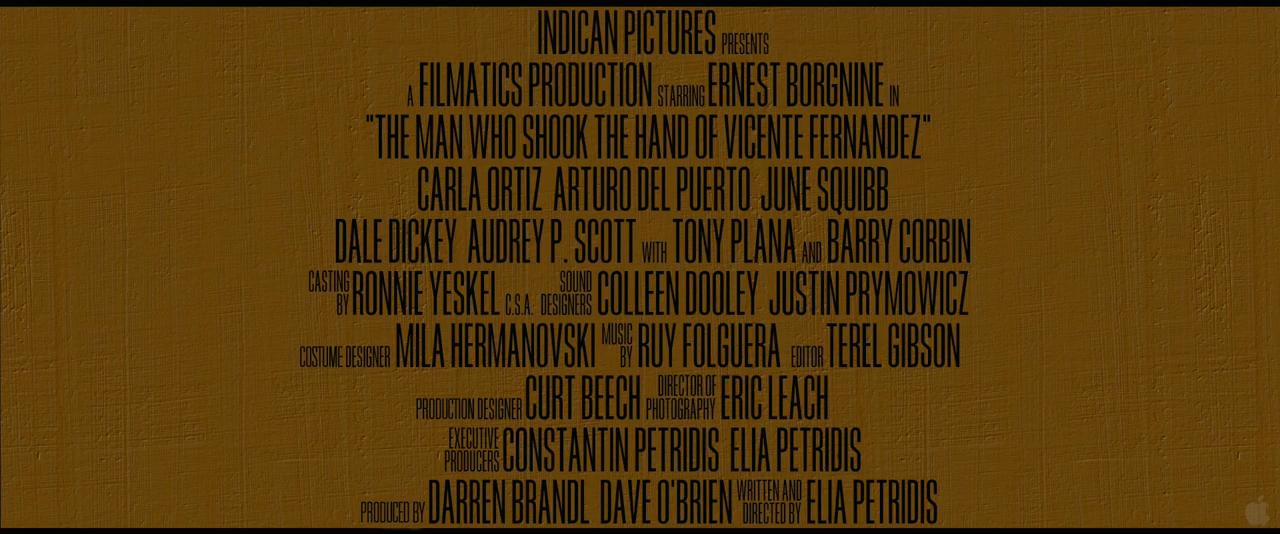 INDICAN PICTURES PRESENTS
A FILMATICS PRODUCTION STARRING ERNEST BORGNINE IN
"THE MAN WHO SHOOK THE HAND OF VICENTE FERNANDEZ"
CARLA ORTIZ ARTURO DEL PUERTO JUNE SQUIBB
DALE DICKEY AUDREY P. SCOTT WITH TONY PLANA AND BARRY CORBIN
CASTING BY RONNIE YESKEL C.S.A. SOUND DESIGNERS COLLEEN DOOLEY JUSTIN PRYMOWICZ
COSTUME DESIGNER MILA HERMANOVSKI MUSIC BY RUY FOLGUERA EDITOR TEREL GIBSON
PRODUCTION DESIGNER CURT BEECH DIRECTOR OF PHOTOGRAPHY ERIC LEACH
EXECUTIVE PRODUCERS CONSTANTIN PETRIDIS ELIA PETRIDIS
PRODUCED BY DARREN BRANDL DAVE O'BRIEN WRITTEN AND DIRECTED BY ELIA PETRIDIS